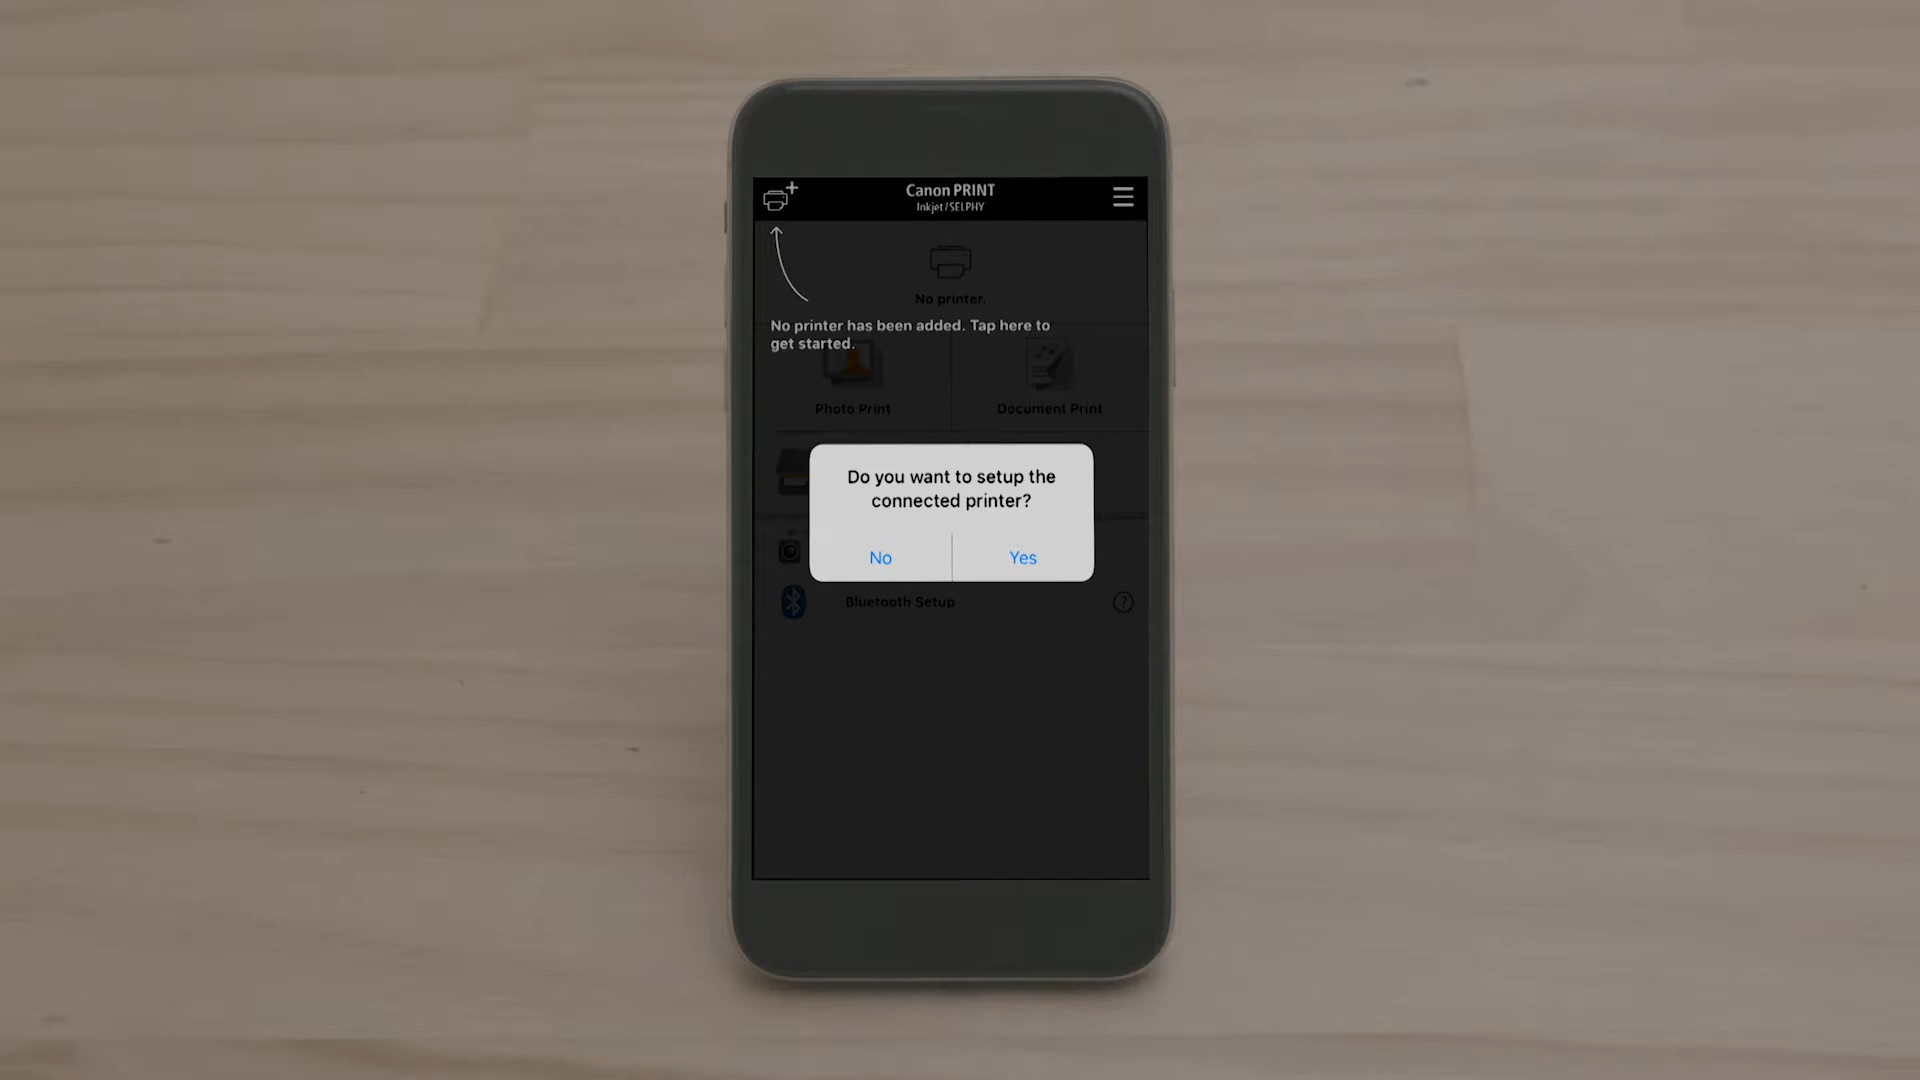 Canon PRINT
Inkjet/SELPHY
No printer.
No printer has been added. Tap here to
get started.
Photo Print
Document Print
Do you want to setup the
connected printer?
No
Yes
Bluetooth Setup